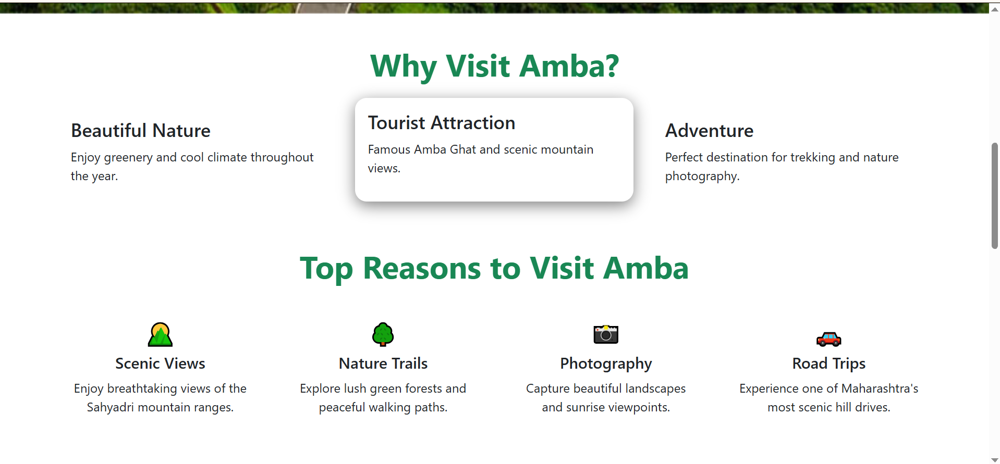 Why Visit Amba?
Beautiful Nature
Enjoy greenery and cool climate throughout
the year.
Tourist Attraction
Famous Amba Ghat and scenic mountain
views.
Adventure
Perfect destination for trekking and nature
photography.
Top Reasons to Visit Amba
Scenic Views
Enjoy breathtaking views of the
Sahyadri mountain ranges.
Nature Trails
Explore lush green forests and
peaceful walking paths.
Photography
Capture beautiful landscapes
and sunrise viewpoints.
Road Trips
Experience one of Maharashtra's
most scenic hill drives.